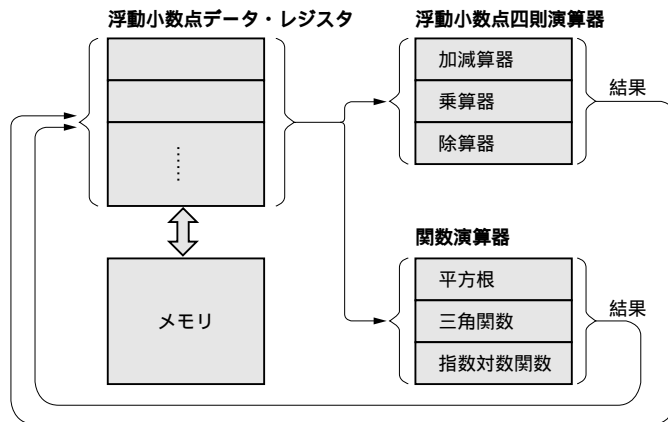 浮動小数点データ・レジスタ
浮動小数点四則演算器
加減算器
乗算器
除算器
結果
……
メモリ
関数演算器
平方根
三角関数
指数対数関数
結果